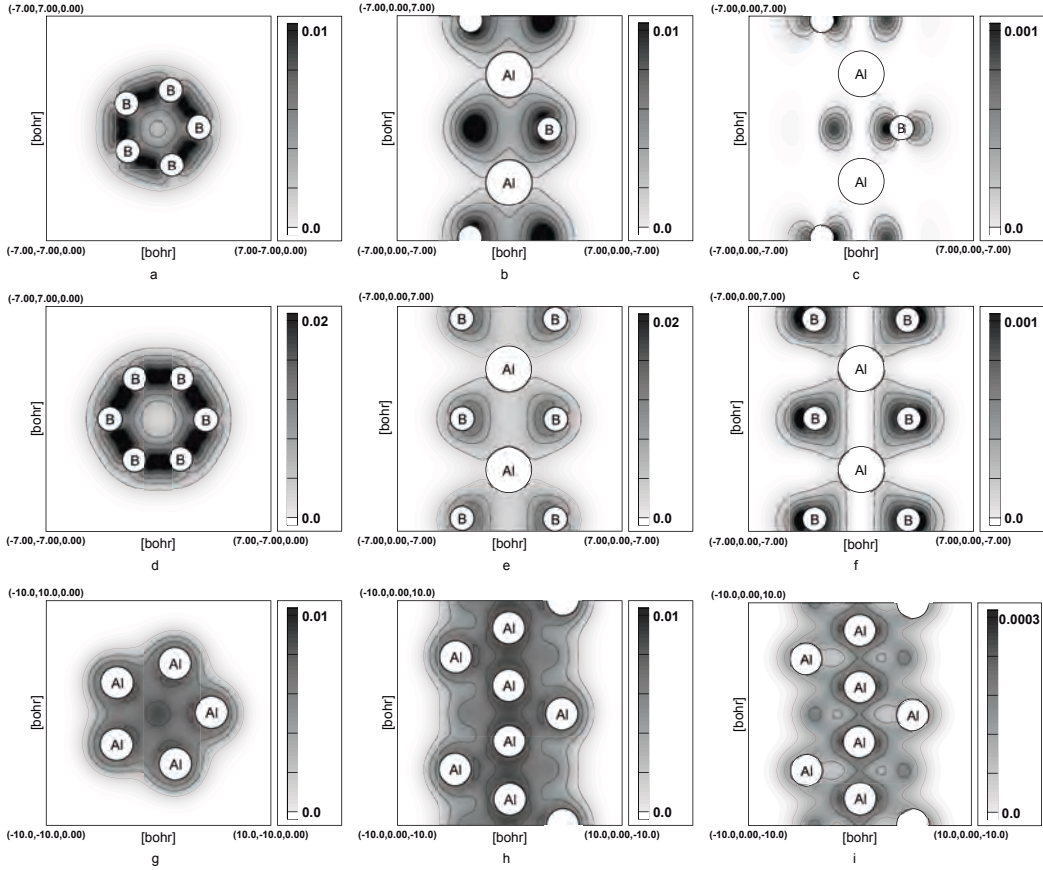 (-7.00,7.00,0.00)
(-7.00,0.00,7.00)
(-7.00,0.00,7.00)
[bohr]
B
B
B
B
B
0.01
0.0
[bohr]
Al
B
Al
0.01
0.0
[bohr]
Al
B
Al
0.001
0.0
(-7.00,-7.00,0.00)
[bohr]
(7.00-7.00,0.00)
(-7.00,0.00,-7.00)
[bohr]
(7.00,0.00,-7.00)
(-7.00,0.00,-7.00)
[bohr]
(7.00,0.00,-7.00)
a
b
c
(-7.00,7.00,0.00)
(-7.00,0.00,7.00)
(-7.00,0.00,7.00)
[bohr]
B
B
B
B
B
B
0.02
0.0
[bohr]
B
B
Al
B
B
Al
B
B
0.02
0.0
[bohr]
B
B
Al
B
B
Al
B
B
0.001
0.0
(-7.00,-7.00,0.00)
[bohr]
(7.00,-7.00,0.00)
(-7.00,0.00,-7.00)
[bohr]
(7.00,0.00,-7.00)
(-7.00,0.00,-7.00)
[bohr]
(7.00,0.00,-7.00)
d
e
f
(-10.0,10.0,0.00)
(-10.0,0.00,10.0)
(-10.0.00,10.0)
[bohr]
Al
Al
Al
Al
Al
0.01
0.0
[bohr]
Al
Al
Al
Al
Al
Al
Al
0.01
0.0
[bohr]
Al
Al
Al
Al
Al
Al
Al
0.0003
0.0
(-10.0,-10.0,0.00)
[bohr]
(10.0,-10.0,0.00)
(-10.0,0.00,-10.0)
[bohr]
(10.0,0.000,-10.0)
(-10.0,0.00,-10.0)
[bohr]
(10.0,0.000,-10.0)
g
h
i